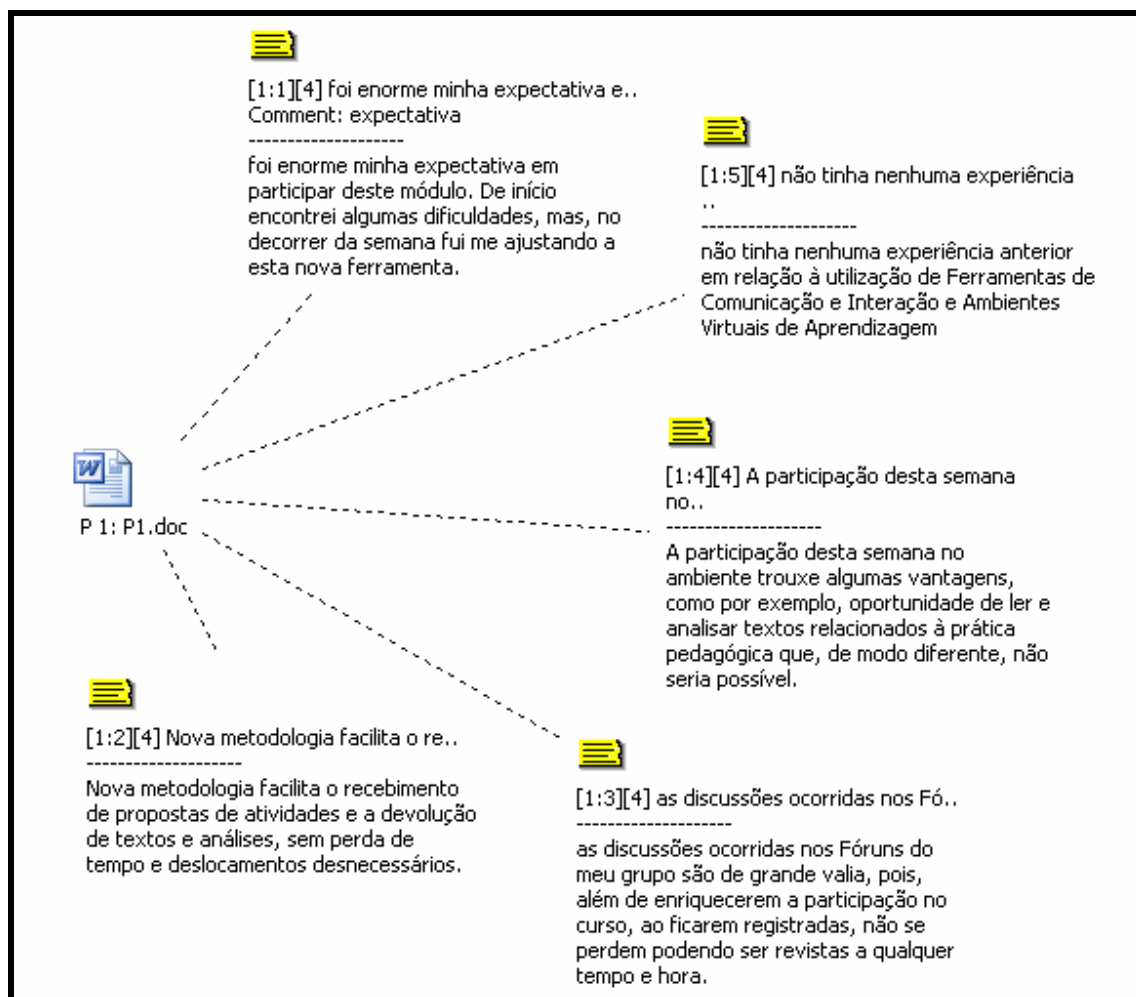 [1:1][4] foi enorme minha expectativa e..
Comment: expectativa
--------------------
foi enorme minha expectativa em
participar deste módulo. De início
encontrei algumas dificuldades, mas, no
decorrer da semana fui me ajustando a
esta nova ferramenta.
[1:5][4] não tinha nenhuma experiência
..
--------------------
não tinha nenhuma experiência anterior
em relação à utilização de Ferramentas de
Comunicação e Interação e Ambientes
Virtuais de Aprendizagem
[1:4][4] A participação desta semana
no..
--------------------
A participação desta semana no
ambiente trouxe algumas vantagens,
como por exemplo, oportunidade de ler e
analisar textos relacionados à prática
pedagógica que, de modo diferente, não
seria possível.
W
P 1: P1.doc
[1:2][4] Nova metodologia facilita o re..
--------------------
Nova metodologia facilita o recebimento
de propostas de atividades e a devolução
de textos e análises, sem perda de
tempo e deslocamentos desnecessários.
[1:3][4] as discussões ocorridas nos Fó..
--------------------
as discussões ocorridas nos Fóruns do
meu grupo são de grande valia, pois,
além de enriquecerem a participação no
curso, ao ficarem registradas, não se
perdem podendo ser revistas a qualquer
tempo e hora.